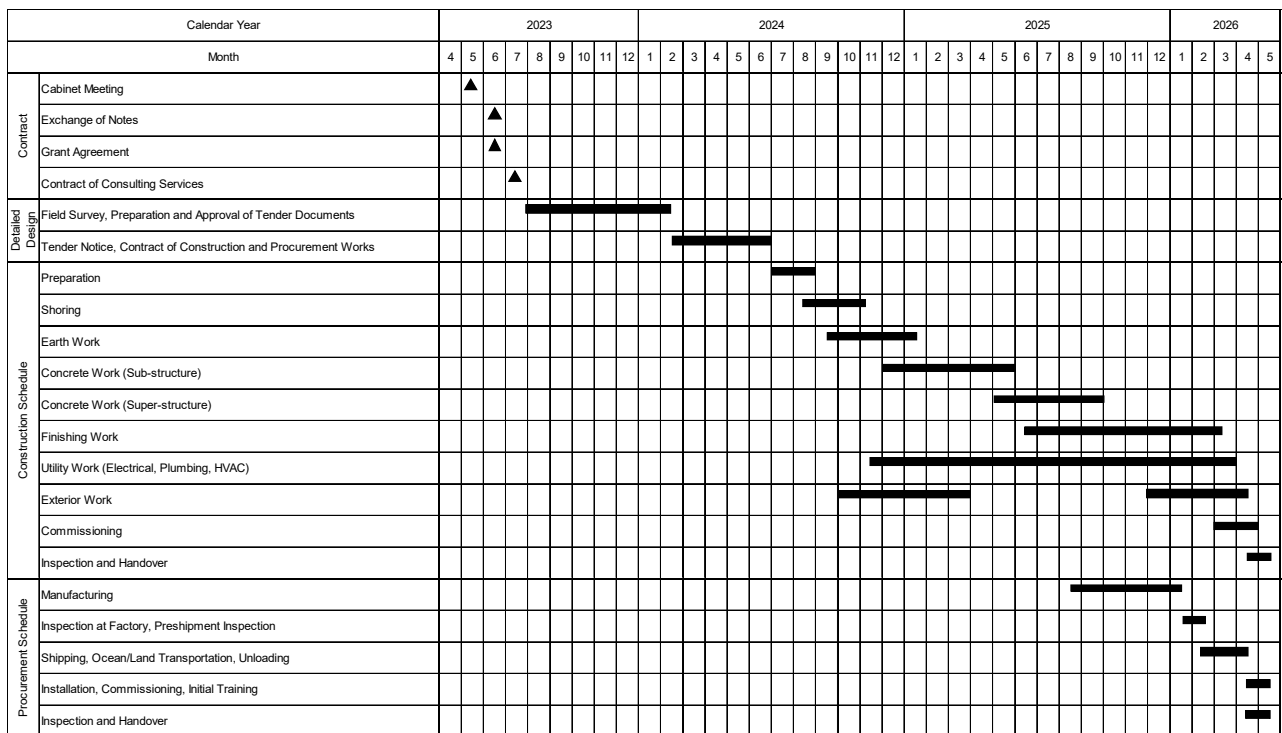 Calendar Year 2023 2024 2025 2026
Month 4 5 6 7 8 9 10 11 12 1 2 3 4 5 6 7 8 9 10 11 12 1 2 3 4 5 6 7 8 9 10 11 12 1 2 3 4 5
Contract
Cabinet Meeting
Exchange of Notes
Grant Agreement
Contract of Consulting Services
Detailed
Design
Field Survey, Preparation and Approval of Tender Documents
Tender Notice, Contract of Construction and Procurement Works
Construction Schedule
Preparation
Shoring
Earth Work
Concrete Work (Sub-structure)
Concrete Work (Super-structure)
Finishing Work
Utility Work (Electrical, Plumbing, HVAC)
Exterior Work
Commissioning
Inspection and Handover
Procurement Schedule
Manufacturing
Inspection at Factory, Preshipment Inspection
Shipping, Ocean/Land Transportation, Unloading
Installation, Commissioning, Initial Training
Inspection and Handover